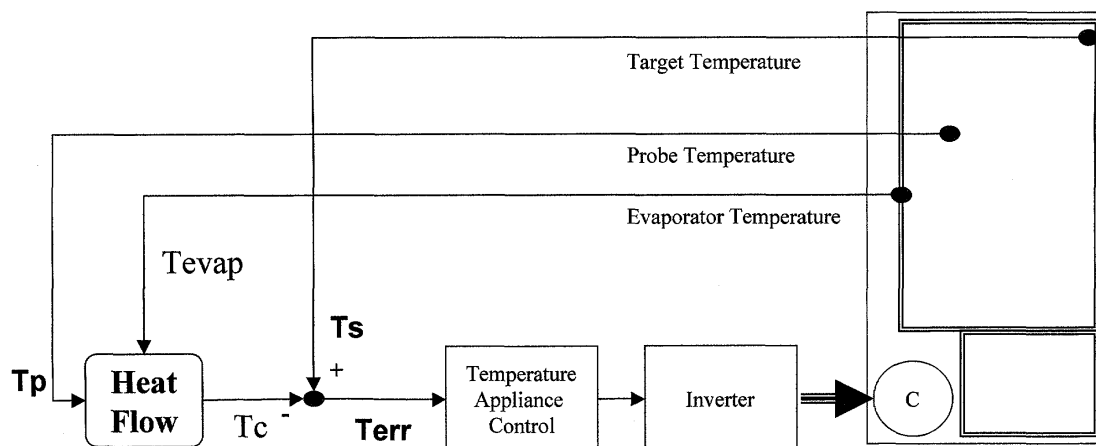 Target Temperature
Probe Temperature
Evaporator Temperature
Tevap
Ts
+
Tp
Heat
Flow
Tc
-
Terr
Temperature
Appliance
Control
Inverter
C